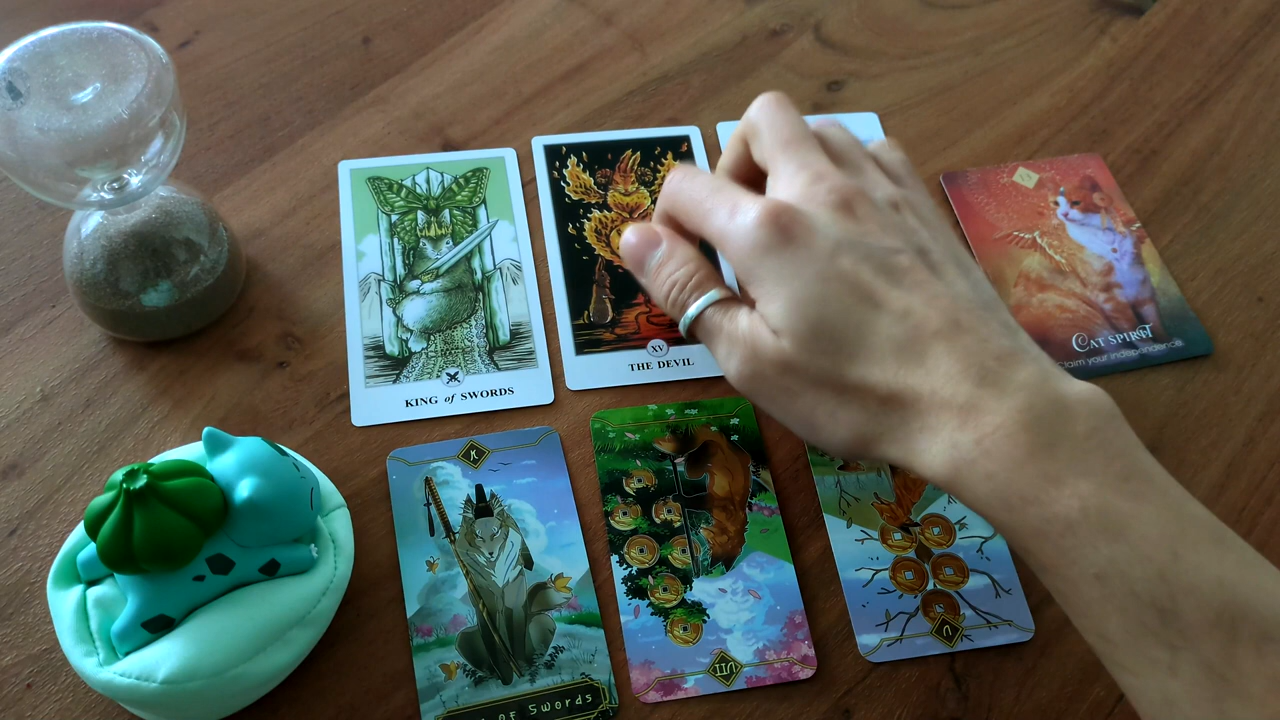 KING of SWORDS
XV
THE DEVIL
CAT SPIRIT
Claim your independence
K
OF Swords
VII
V